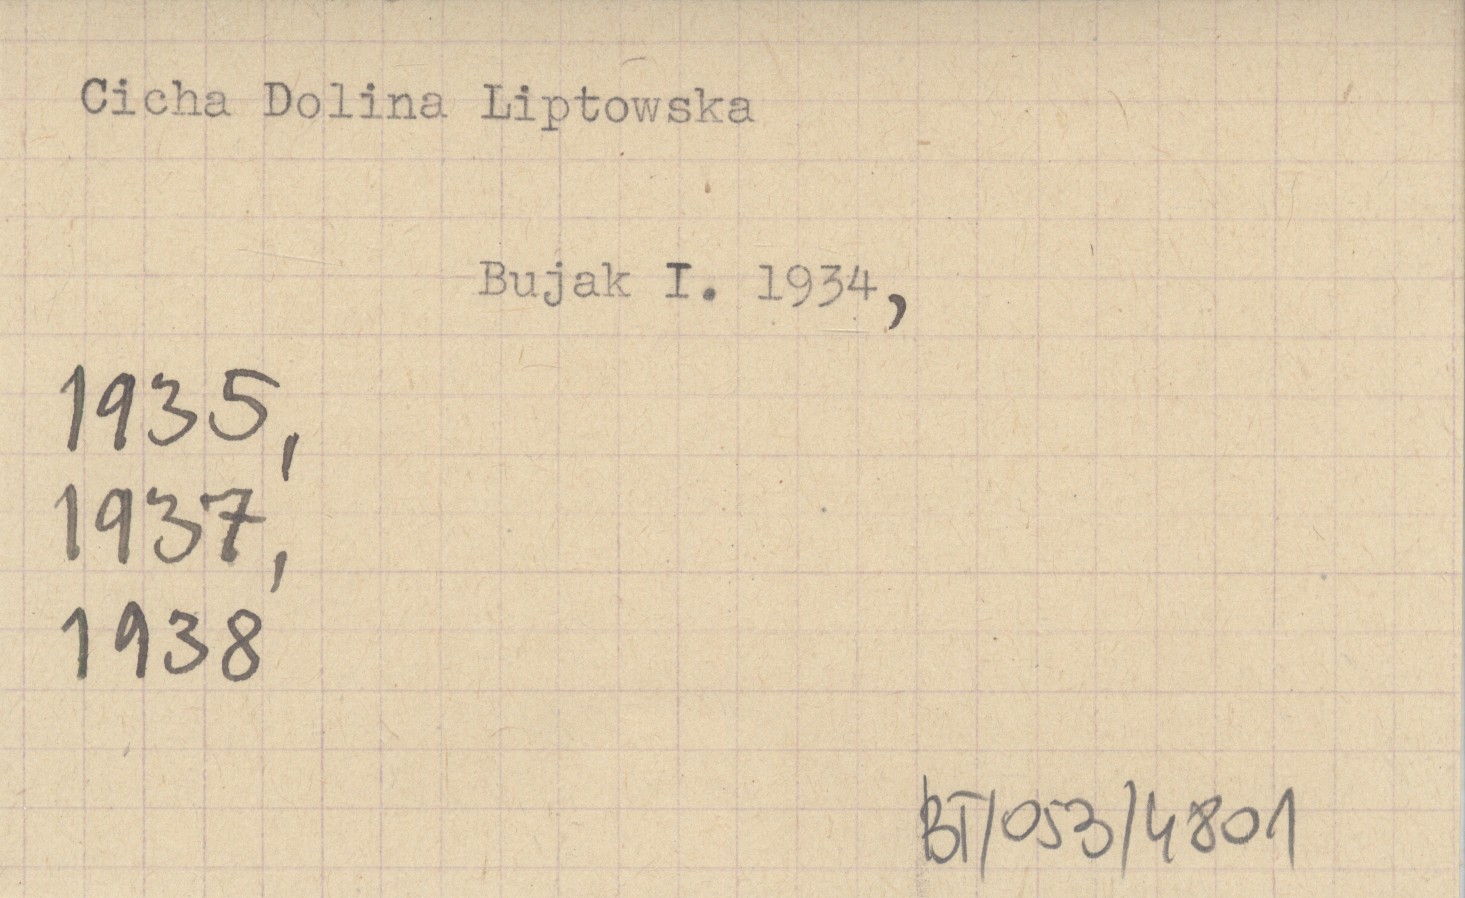 Cicha Dolina Liptowska
Bujak I. 1934,
1935,
1937,
1938
BT/053/4801